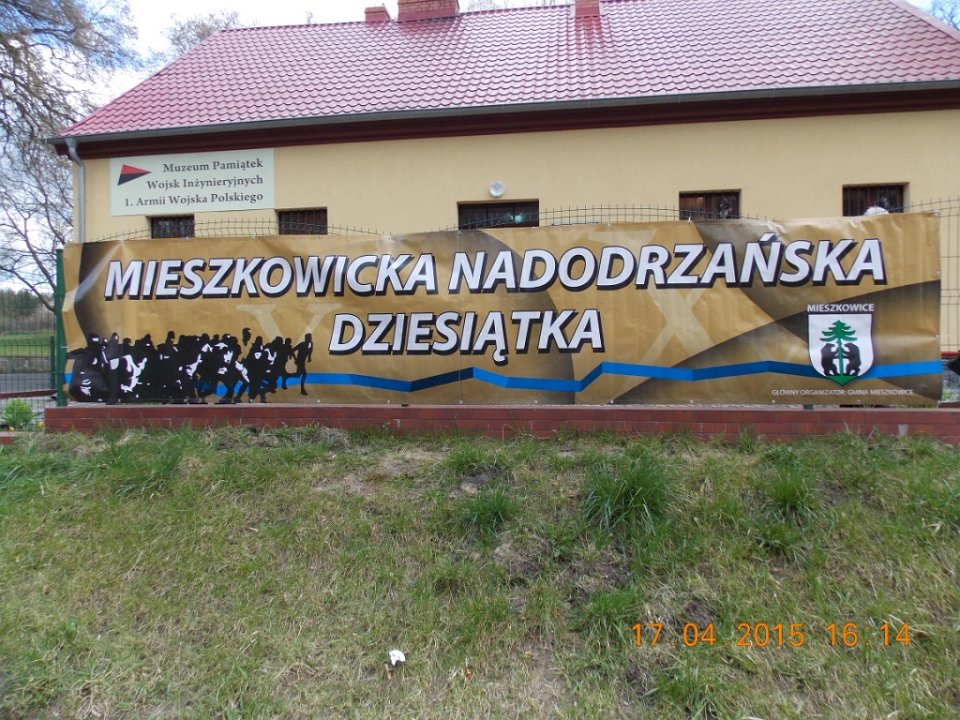 Muzeum Pamiątek
Wojsk Inżynieryjnych
1. Armii Wojska Polskiego
MIESZKOWICKA NADODRZAŃSKA
DZIESIĄTKA
MIESZKOWICE
GŁÓWNY ORGANIZATOR GMINA MIESZKOWICE
17 04 2015 16:14